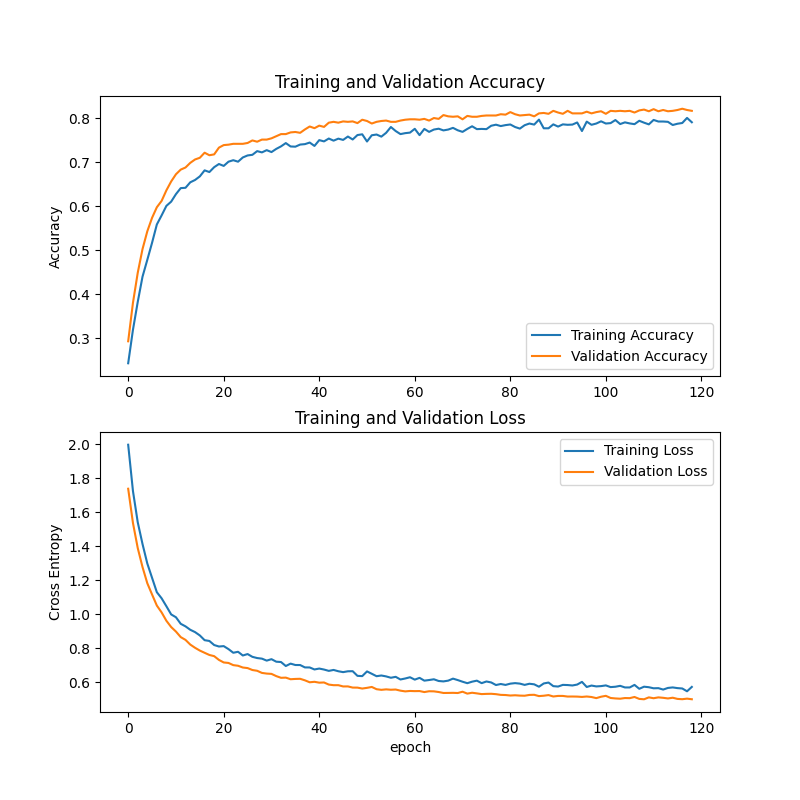 Training and Validation Accuracy
Accuracy
0.8
0.7
0.6
0.5
0.4
0.3
Training Accuracy
Validation Accuracy
0 20 40 60 80 100 120
Training and Validation Loss
Cross Entropy
2.0
1.8
1.6
1.4
1.2
1.0
0.8
0.6
Training Loss
Validation Loss
0 20 40 60 80 100 120
epoch